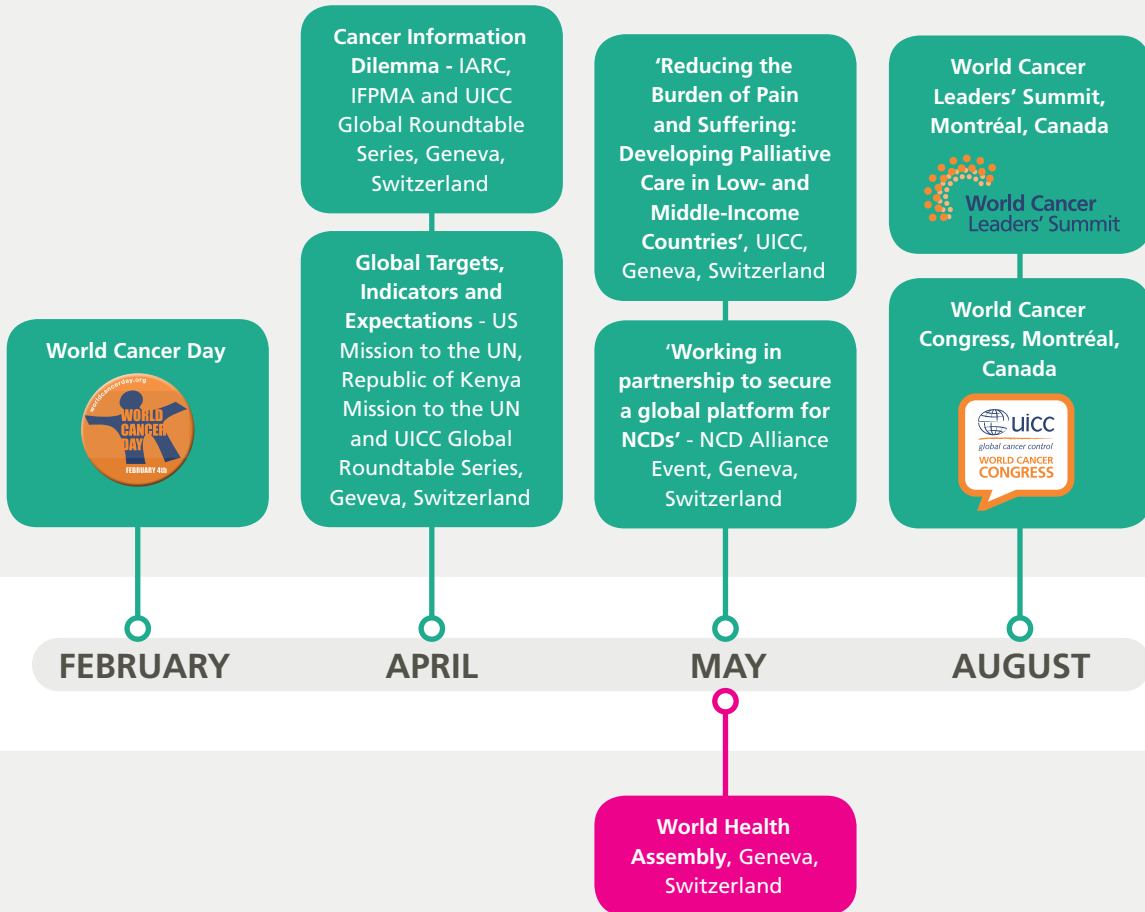 World Cancer Day
worldcancerday.org
WORLD
CANCER
DAY
FEBRUARY 4th
Cancer Information
Dilemma - IARC,
IFPMA and UICC
Global Roundtable
Series, Geneva,
Switzerland
Global Targets,
Indicators and
Expectations - US
Mission to the UN,
Republic of Kenya
Mission to the UN
and UICC Global
Roundtable Series,
Geveva, Switzerland
‘Reducing the
Burden of Pain
and Suffering:
Developing Palliative
Care in Low- and
Middle-Income
Countries’, UICC,
Geneva, Switzerland
‘Working in
partnership to secure
a global platform for
NCDs’ - NCD Alliance
Event, Geneva,
Switzerland
World Cancer
Leaders’ Summit,
Montréal, Canada
World Cancer
Leaders’ Summit
World Cancer
Congress, Montréal,
Canada
uicc
global cancer control
WORLD CANCER
CONGRESS
FEBRUARY
APRIL
MAY
AUGUST
World Health
Assembly, Geneva,
Switzerland